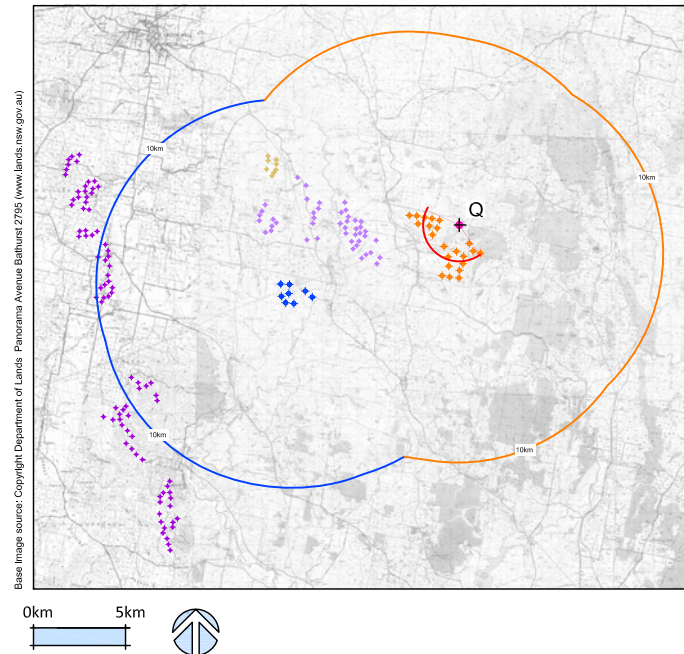 Base Image source: Copyright Department of Lands Panorama Avenue Bathurst 2795 (www.lands.nsw.gov.au)
10km
10km
Q
10km
10km
0km 5km